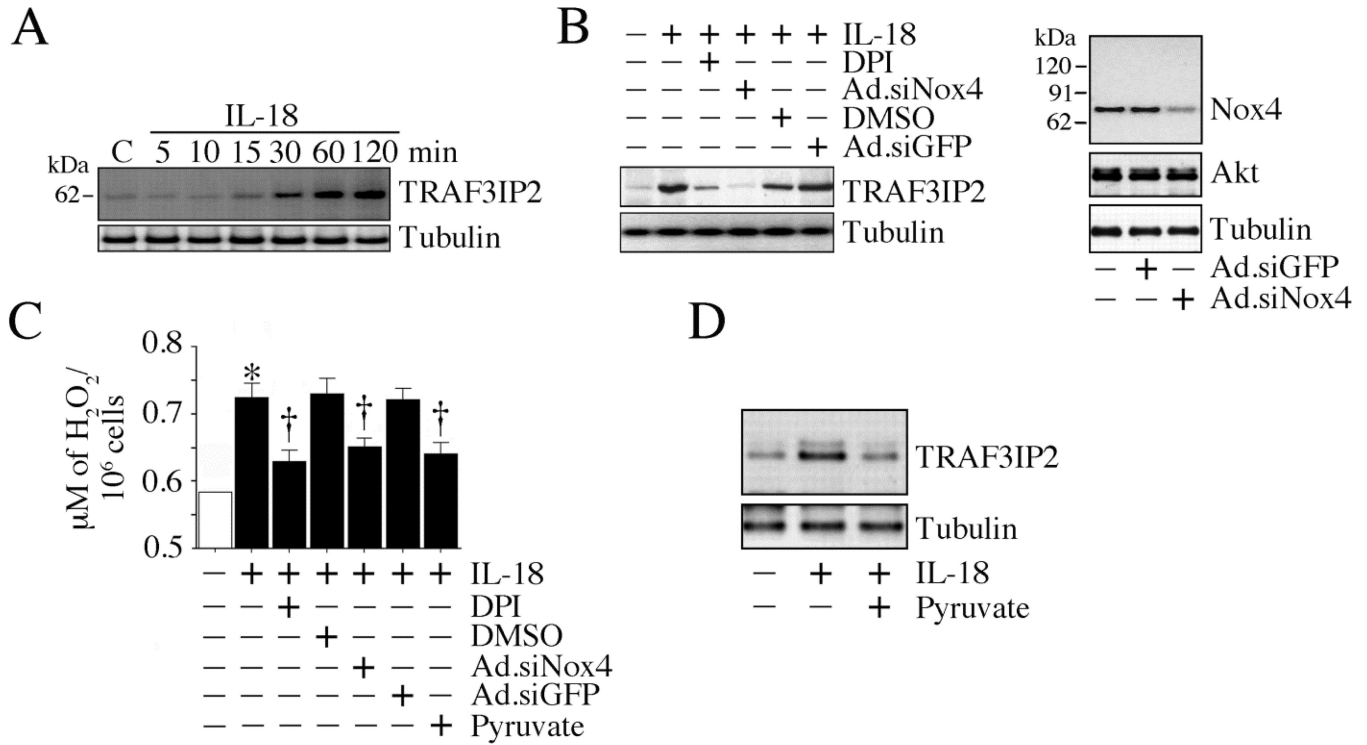 A
IL-18
kDa
C 5 10 15 30 60 120 min
62– TRAF3IP2
Tubulin
B
– + + + + + IL-18
– – + – – – DPI
– – – + – – Ad.siNox4
– – – – + – DMSO
– – – – – + Ad.siGFP
TRAF3IP2
Tubulin
kDa
120–
91–
62–
Nox4
Akt
Tubulin
– + – Ad.siGFP
– – + Ad.siNox4
C
µM of H2O2/
10⁶ cells
0.8
0.7
0.6
0.5
* † † †
– + + + + + + IL-18
– – + – – – – DPI
– – – + – – – DMSO
– – – – + – – Ad.siNox4
– – – – – + – Ad.siGFP
– – – – – – + Pyruvate
D
TRAF3IP2
Tubulin
– + + IL-18
– – + Pyruvate